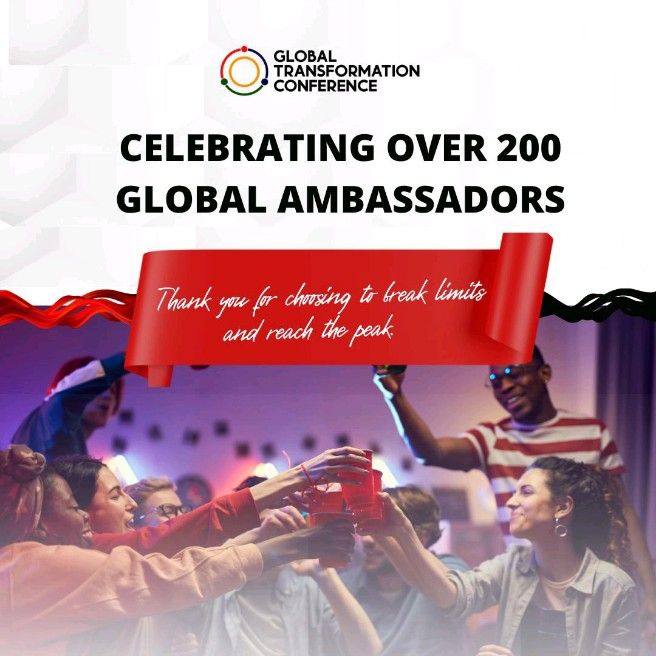 GLOBAL
TRANSFORMATION
CONFERENCE
CELEBRATING OVER 200
GLOBAL AMBASSADORS
Thank you for choosing to break limits
and reach the peak.